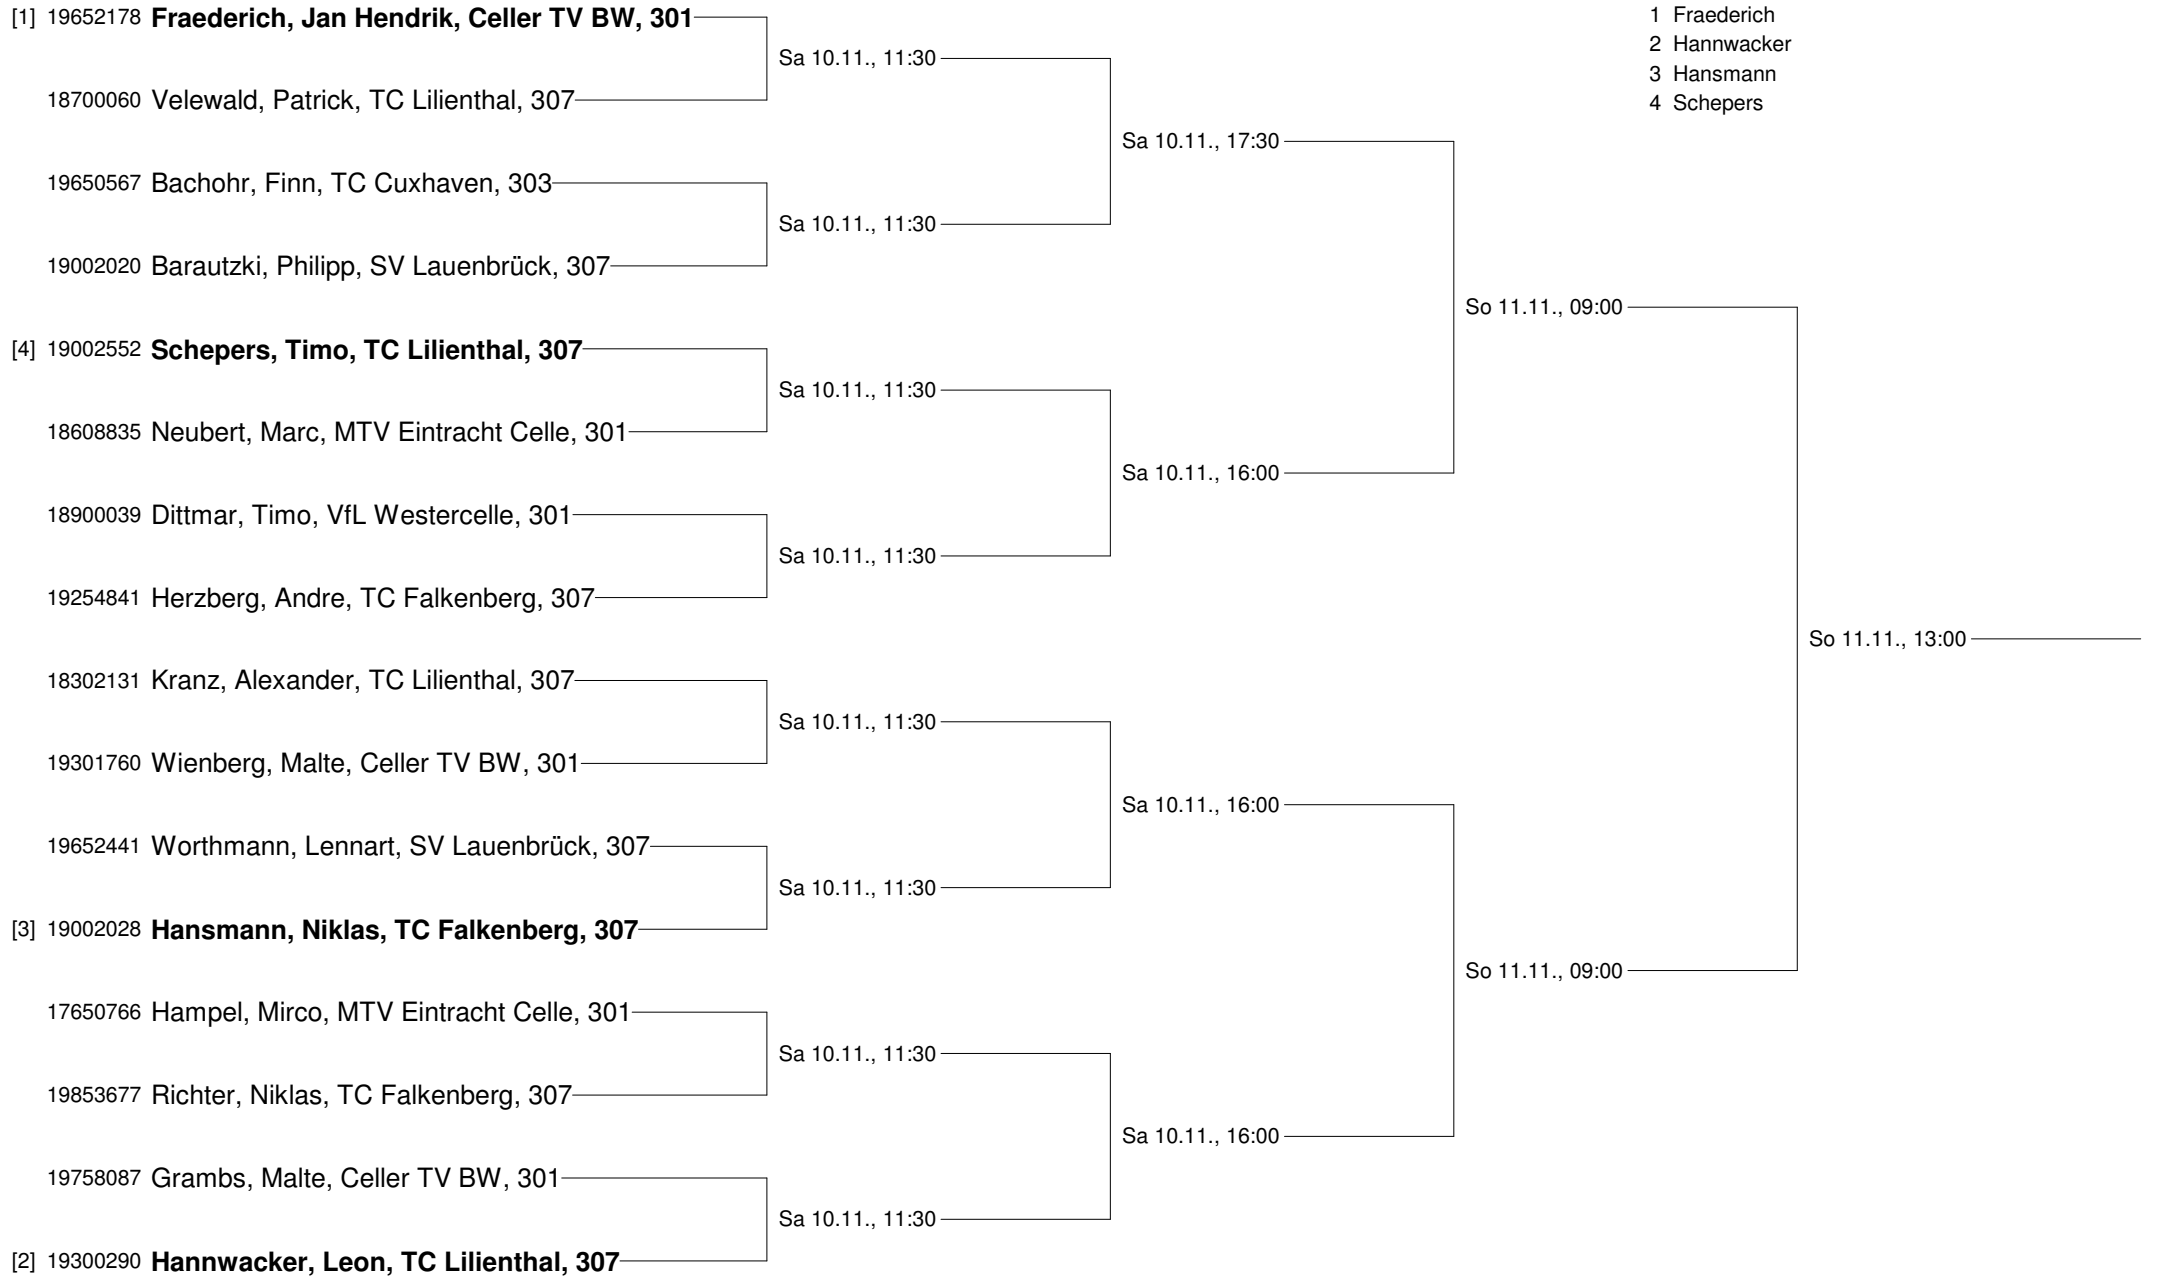 [1] 19652178 Fraederich, Jan Hendrik, Celler TV BW, 301
1 Fraederich
2 Hannwacker
3 Hansmann
4 Schepers
Sa 10.11., 11:30
18700060 Velewald, Patrick, TC Lilienthal, 307
Sa 10.11., 17:30
19650567 Bachohr, Finn, TC Cuxhaven, 303
Sa 10.11., 11:30
19002020 Barautzki, Philipp, SV Lauenbrück, 307
So 11.11., 09:00
[4] 19002552 Schepers, Timo, TC Lilienthal, 307
Sa 10.11., 11:30
18608835 Neubert, Marc, MTV Eintracht Celle, 301
Sa 10.11., 16:00
18900039 Dittmar, Timo, VfL Westercelle, 301
Sa 10.11., 11:30
19254841 Herzberg, Andre, TC Falkenberg, 307
So 11.11., 13:00
18302131 Kranz, Alexander, TC Lilienthal, 307
Sa 10.11., 11:30
19301760 Wienberg, Malte, Celler TV BW, 301
Sa 10.11., 16:00
19652441 Worthmann, Lennart, SV Lauenbrück, 307
Sa 10.11., 11:30
[3] 19002028 Hansmann, Niklas, TC Falkenberg, 307
So 11.11., 09:00
17650766 Hampel, Mirco, MTV Eintracht Celle, 301
Sa 10.11., 11:30
19853677 Richter, Niklas, TC Falkenberg, 307
Sa 10.11., 16:00
19758087 Grambs, Malte, Celler TV BW, 301
Sa 10.11., 11:30
[2] 19300290 Hannwacker, Leon, TC Lilienthal, 307